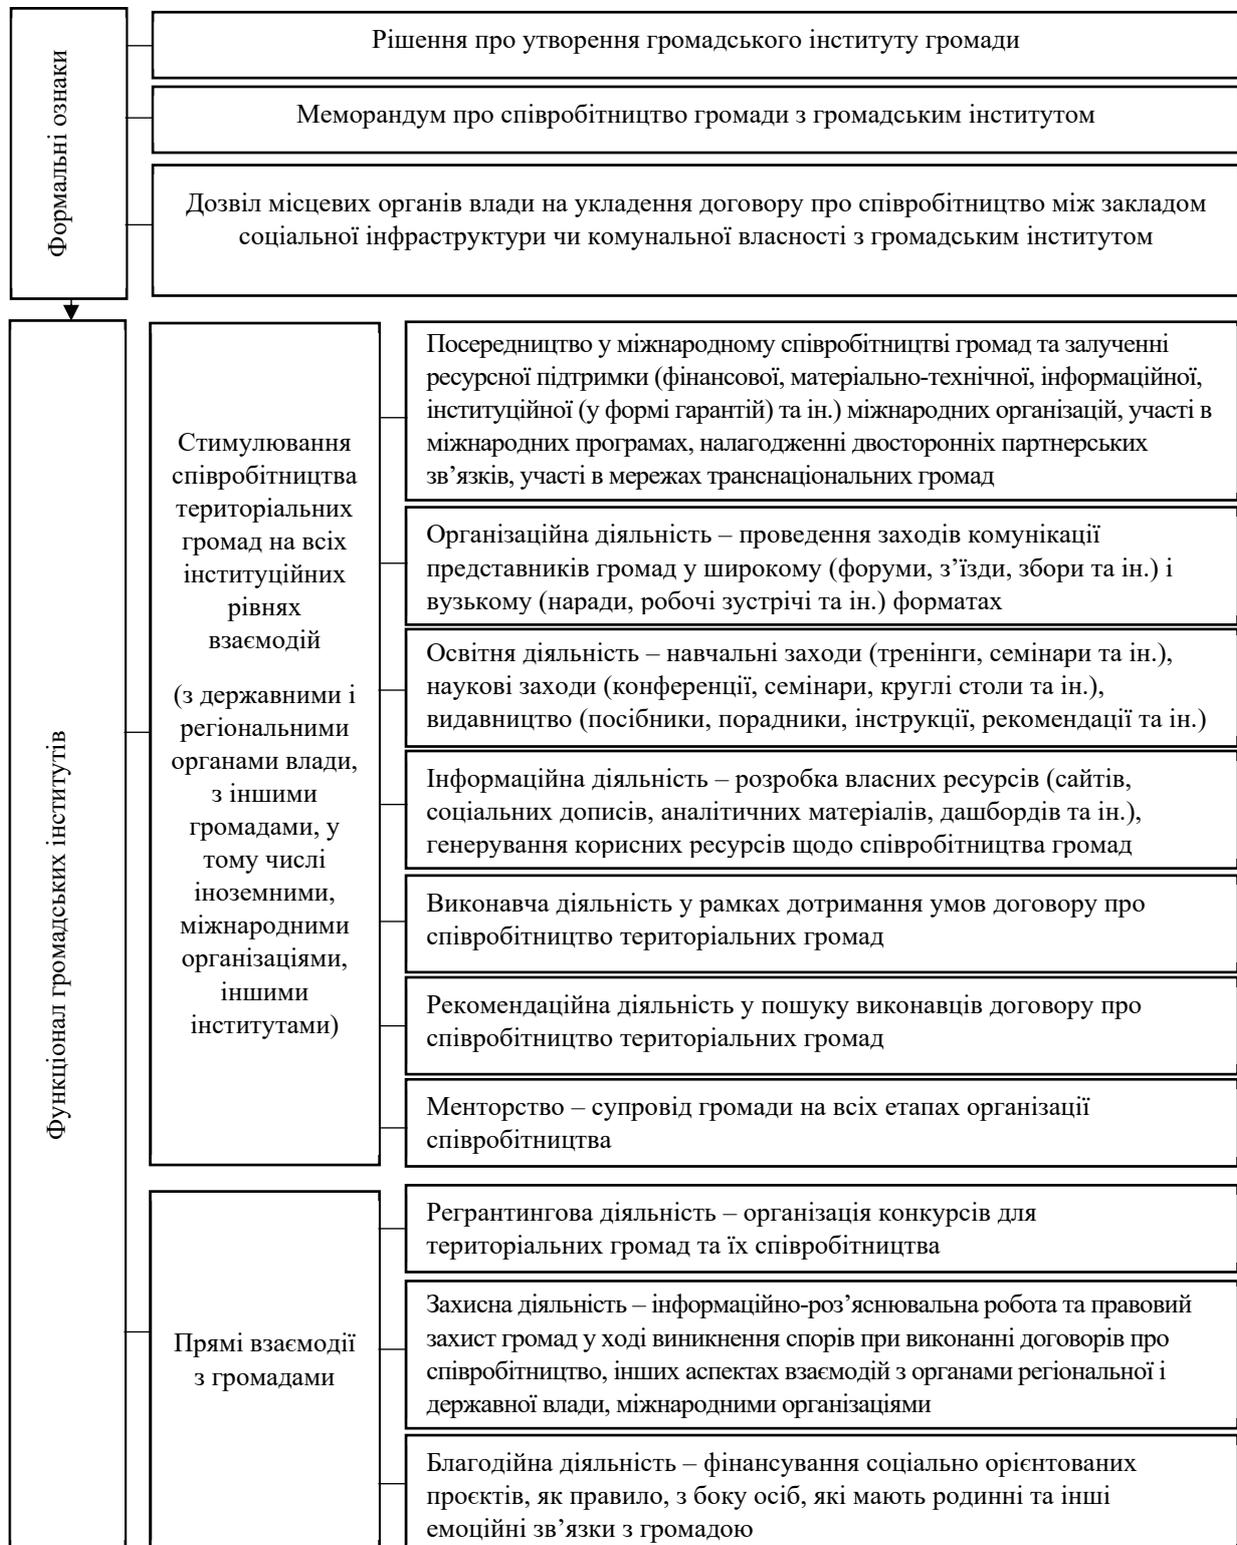 Формальні ознаки
Рішення про утворення громадського інституту громади
Меморандум про співробітництво громади з громадським інститутом
Дозвіл місцевих органів влади на укладення договору про співробітництво між закладом
соціальної інфраструктури чи комунальної власності з громадським інститутом
Функціонал громадських інститутів
Стимулювання
співробітництва
територіальних
громад на всіх
інституційних
рівнях
взаємодій
(з державними і
регіональними
органами влади,
з іншими
громадами, у
тому числі
іноземними,
міжнародними
організаціями,
іншими
інститутами)
Посередництво у міжнародному співробітництві громад та залученні
ресурсної підтримки (фінансової, матеріально-технічної, інформаційної,
інституційної (у формі гарантій) та ін.) міжнародних організацій, участі в
міжнародних програмах, налагодженні двосторонніх партнерських
зв’язків, участі в мережах транснаціональних громад
Організаційна діяльність – проведення заходів комунікації
представників громад у широкому (форуми, з’їзди, збори та ін.) і
вузькому (наради, робочі зустрічі та ін.) форматах
Освітня діяльність – навчальні заходи (тренінги, семінари та ін.),
наукові заходи (конференції, семінари, круглі столи та ін.),
видавництво (посібники, порадники, інструкції, рекомендації та ін.)
Інформаційна діяльність – розробка власних ресурсів (сайтів,
соціальних дописів, аналітичних матеріалів, дашбордів та ін.),
генерування корисних ресурсів щодо співробітництва громад
Виконавча діяльність у рамках дотримання умов договору про
співробітництво територіальних громад
Рекомендаційна діяльність у пошуку виконавців договору про
співробітництво територіальних громад
Менторство – супровід громади на всіх етапах організації
співробітництва
Прямі взаємодії
з громадами
Регрантингова діяльність – організація конкурсів для
територіальних громад та їх співробітництва
Захисна діяльність – інформаційно-роз’яснювальна робота та правовий
захист громад у ході виникнення спорів при виконанні договорів про
співробітництво, інших аспектах взаємодій з органами регіональної і
державної влади, міжнародними організаціями
Благодійна діяльність – фінансування соціально орієнтованих
проєктів, як правило, з боку осіб, які мають родинні та інші
емоційні зв’язки з громадою